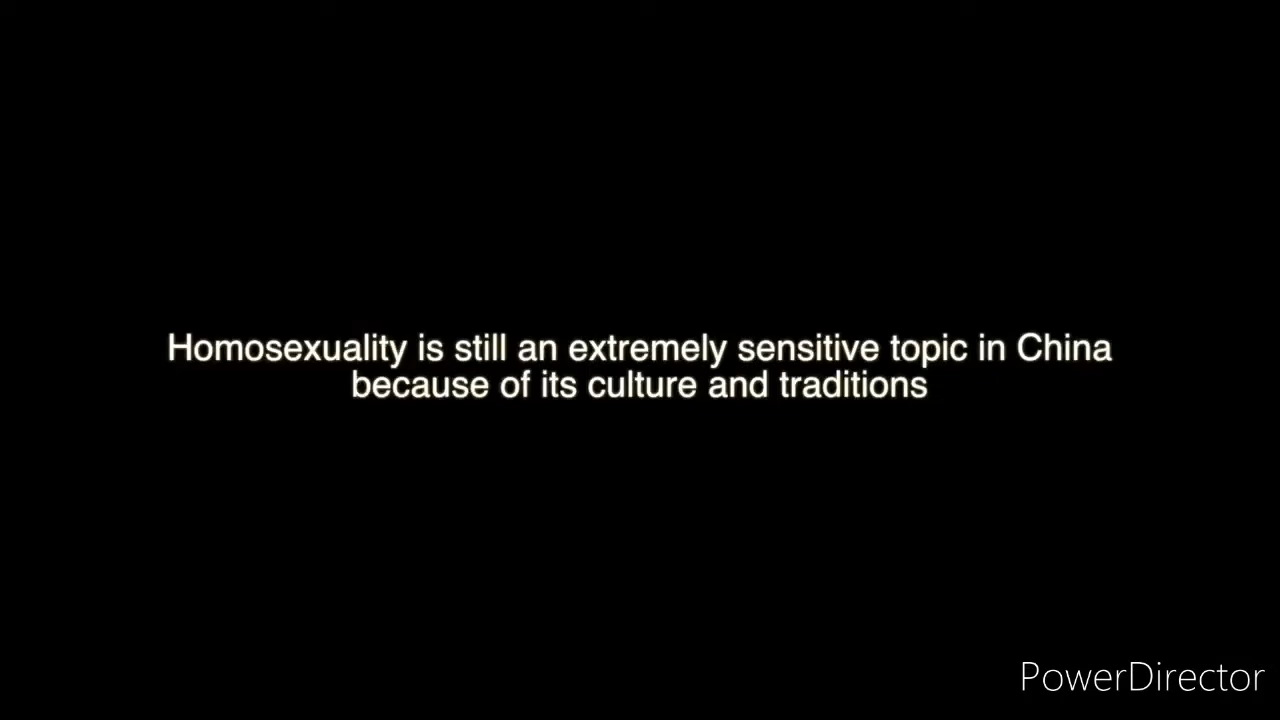 Homosexuality is still an extremely sensitive topic in China
because of its culture and traditions
PowerDirector